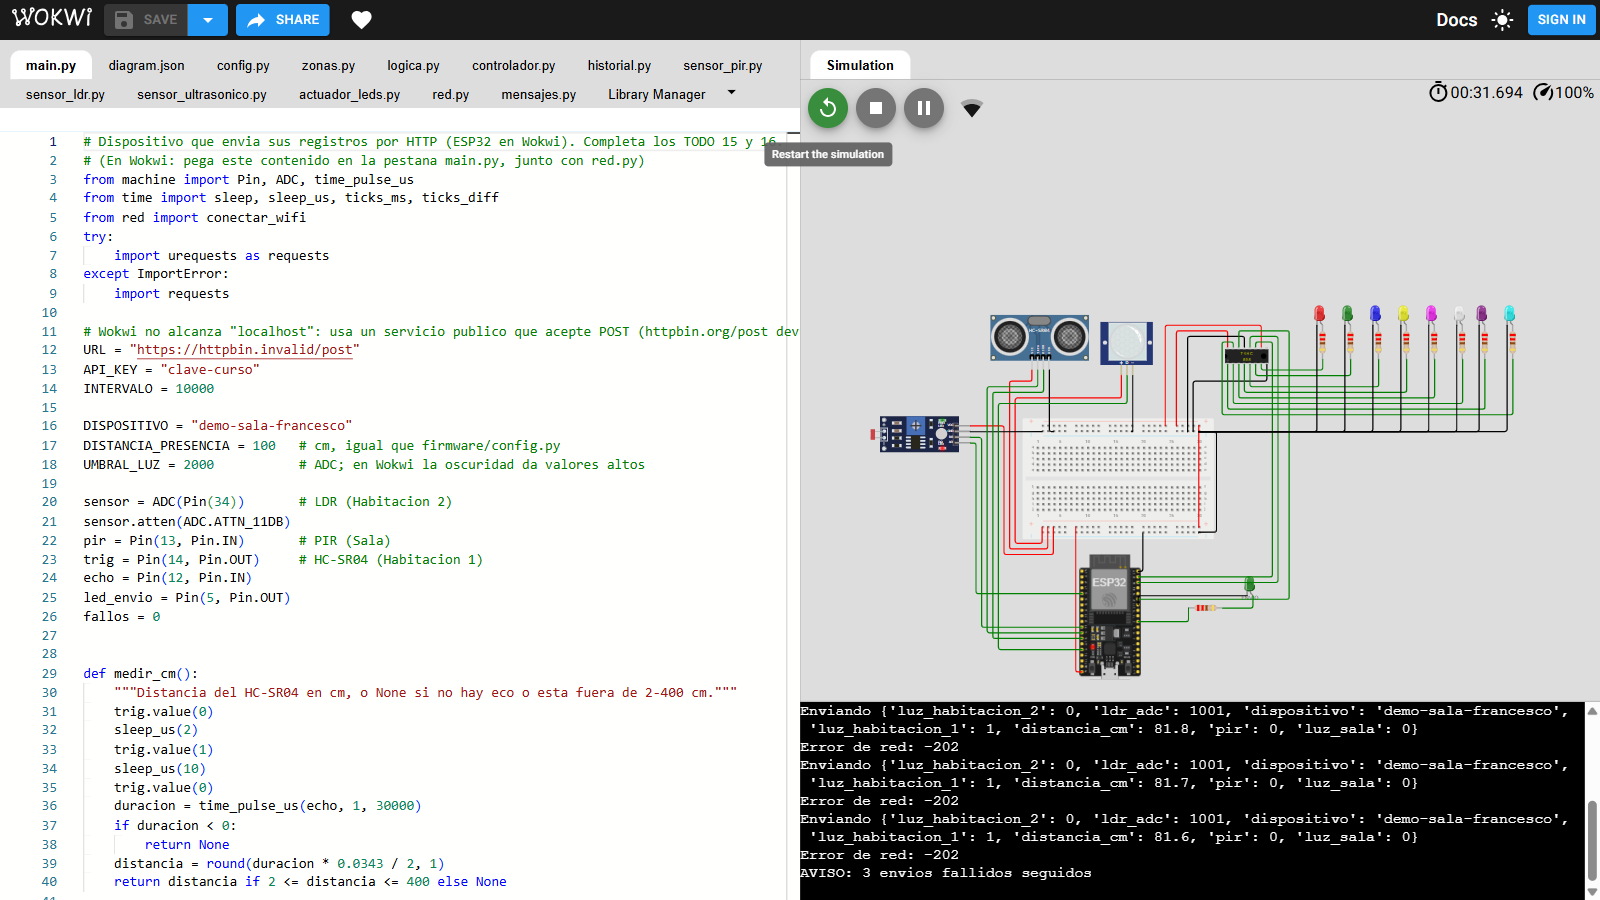 WOKWI
SAVE
SHARE
Docs
SIGN IN
main.py
diagram.json
config.py
zonas.py
logica.py
controlador.py
historial.py
sensor_pir.py
sensor_ldr.py
sensor_ultrasonico.py
actuador_leds.py
red.py
mensajes.py
Library Manager
Simulation
00:31.694
100%
Restart the simulation
1 # Dispositivo que envia sus registros por HTTP (ESP32 en Wokwi). Completa los TODO 15 y 16.
2 # (En Wokwi: pega este contenido en la pestana main.py, junto con red.py)
3 from machine import Pin, ADC, time_pulse_us
4 from time import sleep, sleep_us, ticks_ms, ticks_diff
5 from red import conectar_wifi
6 try:
7 import urequests as requests
8 except ImportError:
9 import requests
10
11 # Wokwi no alcanza "localhost": usa un servicio publico que acepte POST (httpbin.org/post dev
12 URL = "https://httpbin.invalid/post"
13 API_KEY = "clave-curso"
14 INTERVALO = 10000
15
16 DISPOSITIVO = "demo-sala-francesco"
17 DISTANCIA_PRESENCIA = 100 # cm, igual que firmware/config.py
18 UMBRAL_LUZ = 2000 # ADC; en Wokwi la oscuridad da valores altos
19
20 sensor = ADC(Pin(34)) # LDR (Habitacion 2)
21 sensor.atten(ADC.ATTN_11DB)
22 pir = Pin(13, Pin.IN) # PIR (Sala)
23 trig = Pin(14, Pin.OUT) # HC-SR04 (Habitacion 1)
24 echo = Pin(12, Pin.IN)
25 led_envio = Pin(5, Pin.OUT)
26 fallos = 0
27
28
29 def medir_cm():
30 """Distancia del HC-SR04 en cm, o None si no hay eco o esta fuera de 2-400 cm."""
31 trig.value(0)
32 sleep_us(2)
33 trig.value(1)
34 sleep_us(10)
35 trig.value(0)
36 duracion = time_pulse_us(echo, 1, 30000)
37 if duracion < 0:
38 return None
39 distancia = round(duracion * 0.0343 / 2, 1)
40 return distancia if 2 <= distancia <= 400 else None
HC-SR04
ESP32
Enviando {'luz_habitacion_2': 0, 'ldr_adc': 1001, 'dispositivo': 'demo-sala-francesco',
'luz_habitacion_1': 1, 'distancia_cm': 81.8, 'pir': 0, 'luz_sala': 0}
Error de red: -202
Enviando {'luz_habitacion_2': 0, 'ldr_adc': 1001, 'dispositivo': 'demo-sala-francesco',
'luz_habitacion_1': 1, 'distancia_cm': 81.7, 'pir': 0, 'luz_sala': 0}
Error de red: -202
Enviando {'luz_habitacion_2': 0, 'ldr_adc': 1001, 'dispositivo': 'demo-sala-francesco',
'luz_habitacion_1': 1, 'distancia_cm': 81.6, 'pir': 0, 'luz_sala': 0}
Error de red: -202
AVISO: 3 envios fallidos seguidos